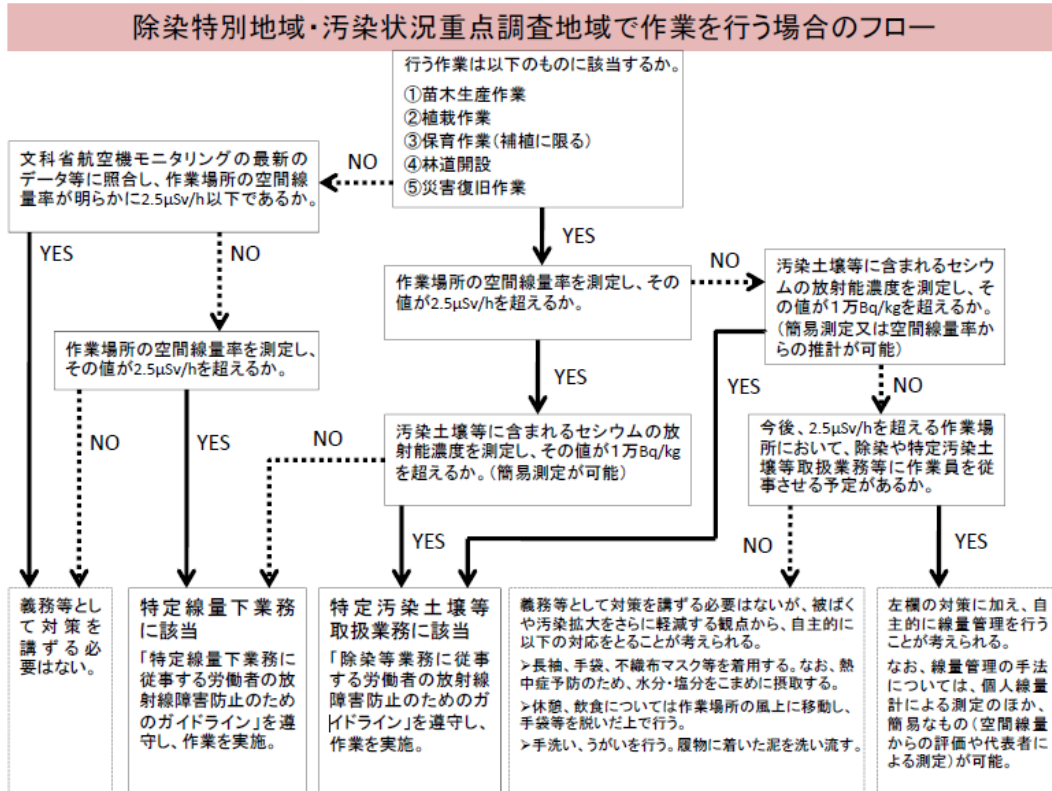 除染特別地域・汚染状況重点調査地域で作業を行う場合のフロー
行う作業は以下のものに該当するか。
①苗木生産作業
②植栽作業
③保育作業（補植に限る）
④林道開設
⑤災害復旧作業
NO
文科省航空機モニタリングの最新の
データ等に照合し、作業場所の空間線
量率が明らかに2.5μSv/h以下であるか。
YES
NO
YES
作業場所の空間線量率を測定し、その
値が2.5μSv/hを超えるか。
NO
汚染土壌等に含まれるセシウ
ムの放射能濃度を測定し、そ
の値が１万Bq/kgを超えるか。
（簡易測定又は空間線量率か
らの推計が可能）
作業場所の空間線量率を測定し、
その値が2.5μSv/hを超えるか。
YES
YES
NO
NO
YES
NO
汚染土壌等に含まれるセシウムの放
射能濃度を測定し、その値が１万Bq/kg
を超えるか。（簡易測定が可能）
今後、2.5μSv/hを超える作業場
所において、除染や特定汚染土
壌等取扱業務等に作業員を従
事させる予定があるか。
YES
NO
YES
義務等とし
て対策を
講ずる必
要はない。
特定線量下業務
に該当
「特定線量下業務に
従事する労働者の放
射線障害防止のため
のガイドライン」を遵
守し、作業を実施。
特定汚染土壌等
取扱業務に該当
「除染等業務に従事
する労働者の放射線
障害防止のための
ガイドライン」を遵守し、
作業を実施。
義務等として対策を講ずる必要はないが、被ばく
や汚染拡大をさらに軽減する観点から、自主的に
以下の対応をとることが考えられる。
➢長袖、手袋、不織布マスク等を着用する。なお、熱
中症予防のため、水分・塩分をこまめに摂取する。
➢休憩、飲食については作業場所の風上に移動し、
手袋等を脱いだ上で行う。
➢手洗い、うがいを行う。履物に着いた泥を洗い流す。
左欄の対策に加え、自
主的に線量管理を行う
ことが考えられる。
なお、線量管理の手法
については、個人線量
計による測定のほか、
簡易なもの（空間線量
からの評価や代表者に
よる測定）が可能。